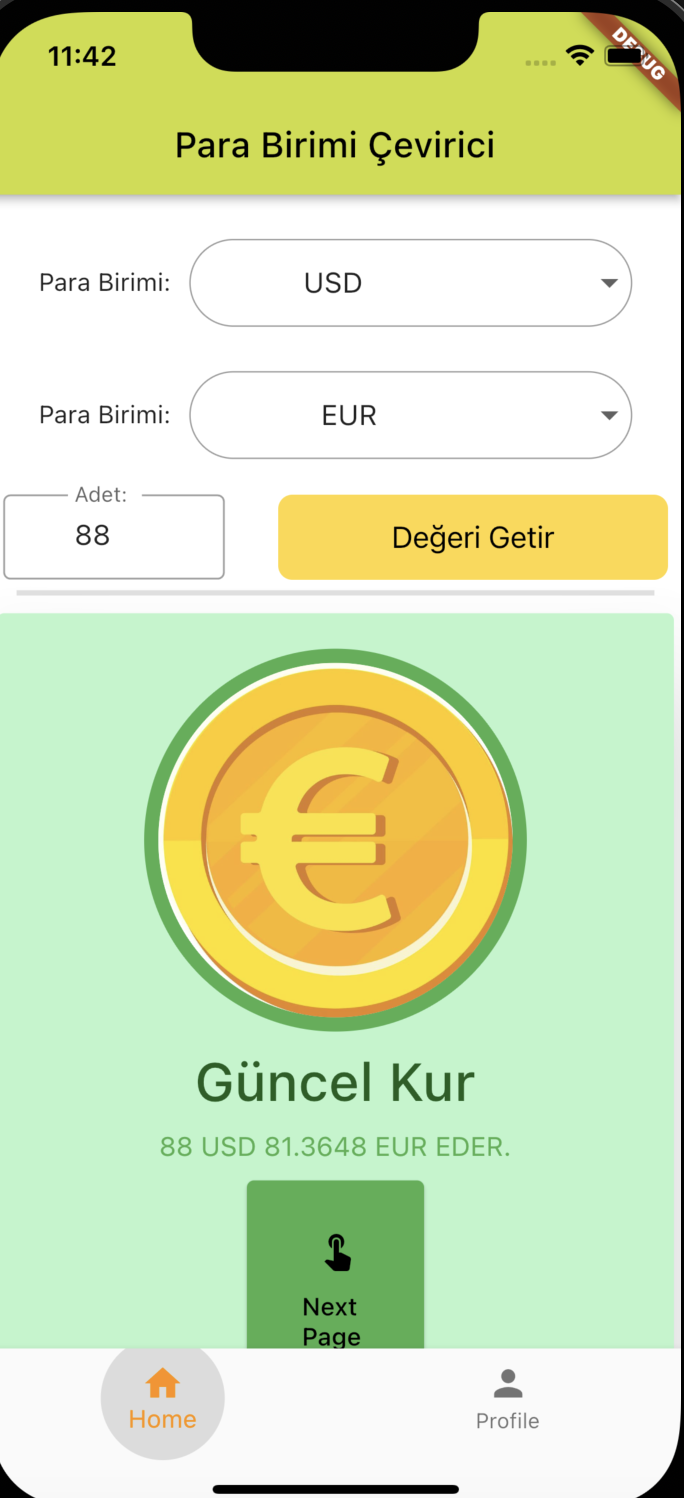 11:42
DEBUG
Para Birimi Çevirici
Para Birimi: USD
Para Birimi: EUR
Adet:
88
Değeri Getir
€
Güncel Kur
88 USD 81.3648 EUR EDER.
Next
Page
Home
Profile